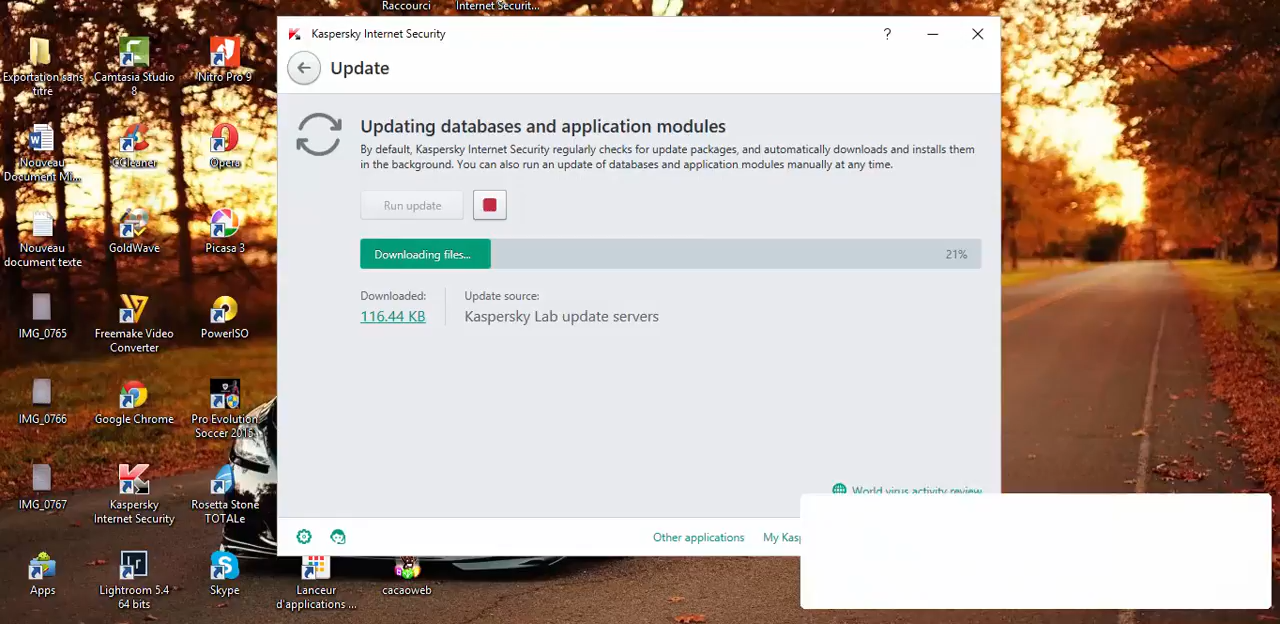 Raccourci
Internet Securit...
Exportation sans
titre
Camtasia Studio
8
Nitro Pro 9
Nouveau
Document Mi...
CCleaner
Opera
Nouveau
document texte
GoldWave
Picasa 3
IMG_0765
Freemake Video
Converter
PowerISO
IMG_0766
Google Chrome
Pro Evolution
Soccer 2015
IMG_0767
Kaspersky
Internet Security
Rosetta Stone
TOTALe
Apps
Lightroom 5.4
64 bits
Skype
Lanceur
d'applications ...
cacaoweb
Kaspersky Internet Security
?
Update
Updating databases and application modules
By default, Kaspersky Internet Security regularly checks for update packages, and automatically downloads and installs them
in the background. You can also run an update of databases and application modules manually at any time.
Run update
Downloading files...
21%
Downloaded:
116.44 KB
Update source:
Kaspersky Lab update servers
World virus activity review
Other applications
My Kasp